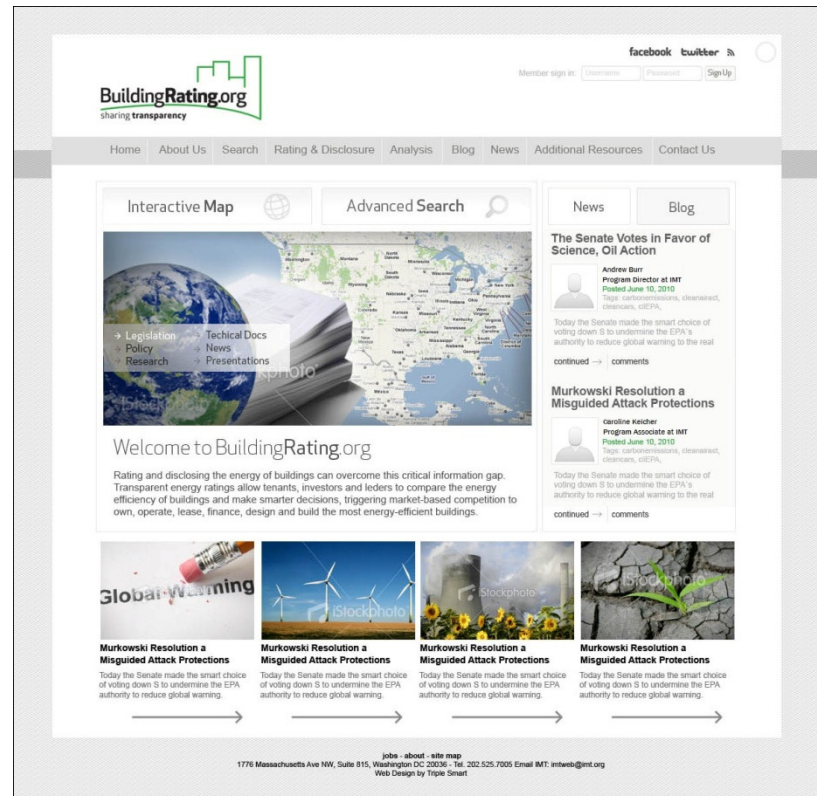 facebook twitter
Member sign in: Username Password Sign Up
BuildingRating.org
sharing transparency
Home About Us Search Rating & Disclosure Analysis Blog News Additional Resources Contact Us
Interactive Map
Advanced Search
News
Blog
→ Legislation
→ Policy
→ Research
→ Techical Docs
→ News
→ Presentations
iStockphoto
Welcome to BuildingRating.org
Rating and disclosing the energy of buildings can overcome this critical information gap.
Transparent energy ratings allow tenants, investors and leders to compare the energy
efficiency of buildings and make smarter decisions, triggering market-based competition to
own, operate, lease, finance, design and build the most energy-efficient buildings.
The Senate Votes in Favor of
Science, Oil Action
Andrew Burr
Program Director at IMT
Posted June 10, 2010
Tags: carbonemissions, cleanairact,
cleancars, cIEPA,
Today the Senate made the smart choice of
voting down S to undermine the EPA's
authority to reduce global warming to the real
continued → comments
Murkowski Resolution a
Misguided Attack Protections
Caroline Keicher
Program Associate at IMT
Posted June 10, 2010
Tags: carbonemissions, cleanairact,
cleancars, cIEPA,
Today the Senate made the smart choice of
voting down S to undermine the EPA's
authority to reduce global warming to the real
continued → comments
Global Warming
Murkowski Resolution a
Misguided Attack Protections
Today the Senate made the smart choice
of voting down S to undermine the EPA
authority to reduce global warning.
iStockphoto
Murkowski Resolution a
Misguided Attack Protections
Today the Senate made the smart choice
of voting down S to undermine the EPA
authority to reduce global warning.
iStockphoto
Murkowski Resolution a
Misguided Attack Protections
Today the Senate made the smart choice
of voting down S to undermine the EPA
authority to reduce global warning.
iStockphoto
Murkowski Resolution a
Misguided Attack Protections
Today the Senate made the smart choice
of voting down S to undermine the EPA
authority to reduce global warning.
jobs - about - site map
1776 Massachusetts Ave NW, Suite 815, Washington DC 20036 - Tel. 202.525.7005 Email IMT: imtweb@imt.org
Web Design by Triple Smart